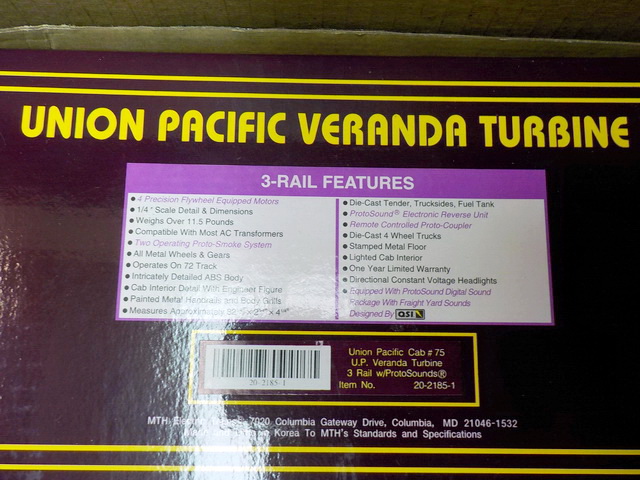 UNION PACIFIC VERANDA TURBINE
3-RAIL FEATURES
• 4 Precision Flywheel Equipped Motors
• 1/4" Scale Detail & Dimensions
• Weighs Over 11.5 Pounds
• Compatible With Most AC Transformers
• Two Operating Proto-Smoke System
• All Metal Wheels & Gears
• Operates On 72 Track
• Intricately Detailed ABS Body
• Cab Interior Detail With Engineer Figure
• Painted Metal Handrails and Body Grills
• Measures Approximately
• Die-Cast Tender, Trucksides, Fuel Tank
• ProtoSound® Electronic Reverse Unit
• Remote Controlled Proto-Coupler
• Die-Cast 4 Wheel Trucks
• Stamped Metal Floor
• Lighted Cab Interior
• One Year Limited Warranty
• Directional Constant Voltage Headlights
• Equipped With ProtoSound Digital Sound
Package With Freight Yard Sounds
Designed By QSI
20-2185-1
Union Pacific Cab # 75
U.P. Veranda Turbine
3 Rail w/ProtoSounds®
Item No. 20-2185-1
MTH 7020 Columbia Gateway Drive, Columbia, MD 21046-1532
Korea To MTH's Standards and Specifications